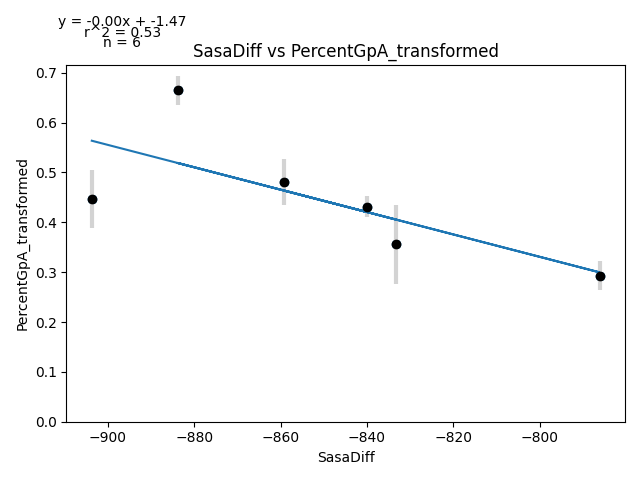 y = -0.00x + -1.47
r^2 = 0.53
n = 6
SasaDiff vs PercentGpA_transformed
PercentGpA_transformed
0.7
0.6
0.5
0.4
0.3
0.2
0.1
0.0
−900 −880 −860 −840 −820 −800
SasaDiff